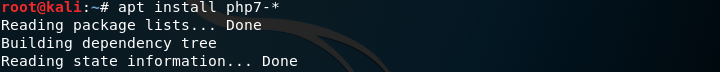 root@kali:~# apt install php7-*
Reading package lists... Done
Building dependency tree
Reading state information... Done